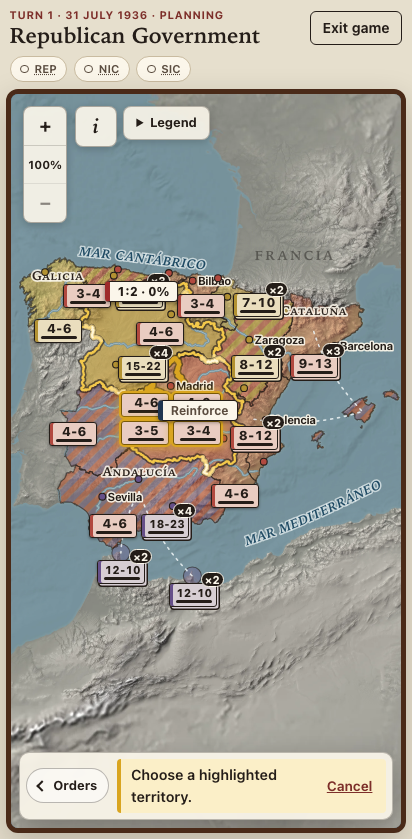 TURN 1 · 31 JULY 1936 · PLANNING
Republican Government
Exit game
REP
NIC
SIC
+
100%
−
i
Legend
MAR CANTÁBRICO
FRANCIA
GALICIA
Bilbao
×2
3-4
1:2 · 0%
3-4
7-10
CATALUÑA
4-6
4-6
Zaragoza
×3
Barcelona
×4
15-22
×2
8-12
9-13
Madrid
4-6
Reinforce
×2
lencia
4-6
3-5
3-4
8-12
ANDALUCÍA
Sevilla
4-6
×4
4-6
18-23
MAR MEDITERRÁNEO
×2
12-10
×2
12-10
Orders
Choose a highlighted
territory.
Cancel